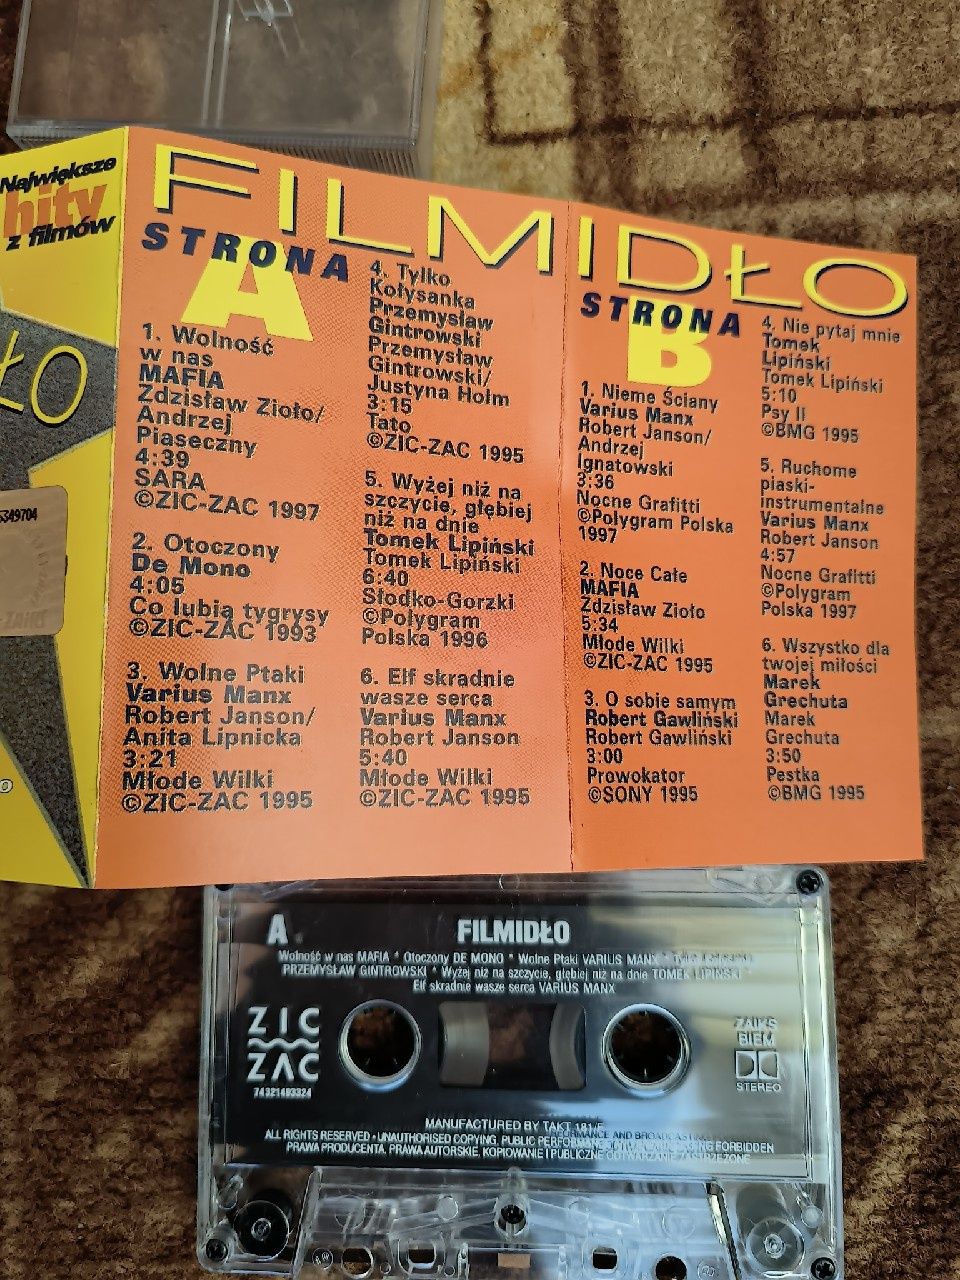 Największe
hity
z filmów
ŁO
5349704
FILMIDŁO
STRONA
A
1. Wolność
w nas
MAFIA
Zdzisław Zioło/
Andrzej
Piaseczny
4:39
SARA
©ZIC-ZAC 1997
2. Otoczony
De Mono
4:05
Co lubią tygrysy
©ZIC-ZAC 1993
3. Wolne Ptaki
Varius Manx
Robert Janson/
Anita Lipnicka
3:21
Młode Wilki
©ZIC-ZAC 1995
4. Tylko
Kołysanka
Przemysław
Gintrowski
Przemysław
Gintrowski/
Justyna Holm
3:15
Tato
©ZIC-ZAC 1995
5. Wyżej niż na
szczycie, głębiej
niż na dnie
Tomek Lipiński
Tomek Lipiński
6:40
Słodko-Gorzki
©Polygram
Polska 1996
6. Elf skradnie
wasze serca
Varius Manx
Robert Janson
5:40
Młode Wilki
©ZIC-ZAC 1995
STRONA
B
1. Nieme Ściany
Varius Manx
Robert Janson/
Andrzej
Ignatowski
3:36
Nocne Grafitti
©Polygram Polska
1997
2. Noce Całe
MAFIA
Zdzisław Zioło
5:34
Młode Wilki
©ZIC-ZAC 1995
3. O sobie samym
Robert Gawliński
Robert Gawliński
3:00
Prowokator
©SONY 1995
4. Nie pytaj mnie
Tomek
Lipiński
Tomek Lipiński
5:10
Psy II
©BMG 1995
5. Ruchome
piaski-
instrumentalne
Varius Manx
Robert Janson
4:57
Nocne Grafitti
©Polygram
Polska 1997
6. Wszystko dla
twojej miłości
Marek
Grechuta
Marek
Grechuta
3:50
Pestka
©BMG 1995
A
FILMIDŁO
Wolność w nas MAFIA * Otoczony DE MONO * Wolne Ptaki VARIUS MANX *
PRZEMYSŁAW GINTROWSKI * Wyżej niż na szczycie, głębiej niż na dnie TOMEK LIPIŃSKI *
Elf skradnie wasze serca VARIUS MANX
ZIC
ZAC
74321493324
ZAIKS
BIEM
STEREO
MANUFACTURED BY TAKT
ALL RIGHTS RESERVED • UNAUTHORISED COPYING, PUBLIC PERFORMANCE AND BROADCASTING FORBIDDEN
PRAWA PRODUCENTA, PRAWA AUTORSKIE, KOPIOWANIE I PUBLICZNE ODTWARZANIE ZASTRZEŻONE